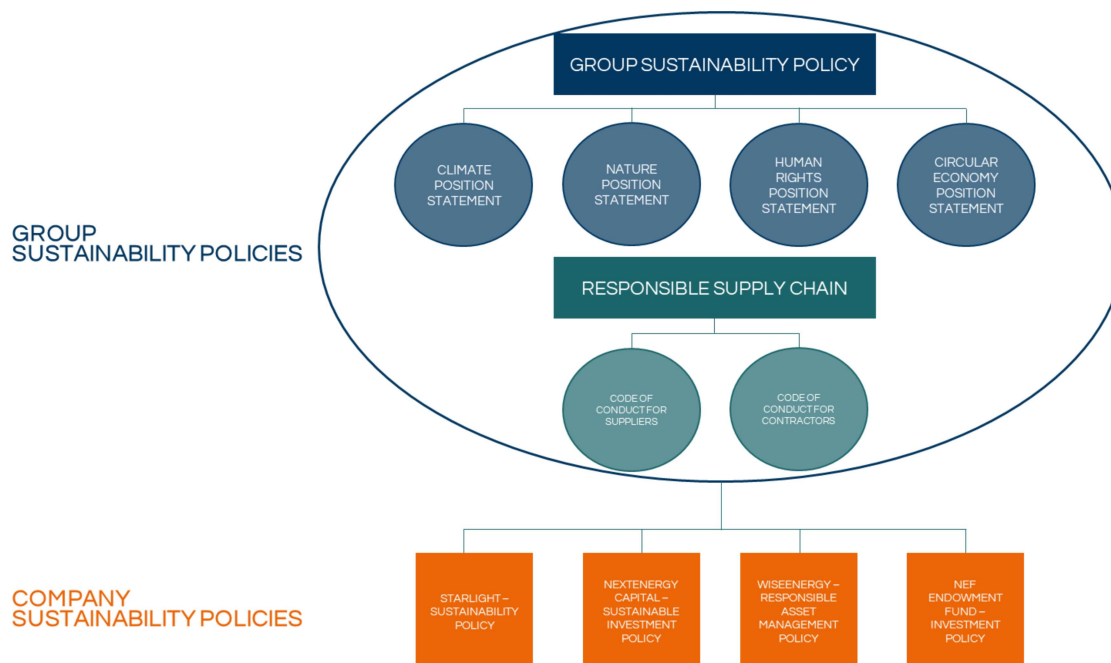 GROUP SUSTAINABILITY POLICY
CLIMATE
POSITION
STATEMENT
NATURE
POSITION
STATEMENT
HUMAN
RIGHTS
POSITION
STATEMENT
CIRCULAR
ECONOMY
POSITION
STATEMENT
GROUP
SUSTAINABILITY POLICIES
RESPONSIBLE SUPPLY CHAIN
CODE OF
CONDUCT FOR
SUPPLIERS
CODE OF
CONDUCT FOR
CONTRACTORS
COMPANY
SUSTAINABILITY POLICIES
STARLIGHT –
SUSTAINABILITY
POLICY
NEXTENERGY
CAPITAL –
SUSTAINABLE
INVESTMENT
POLICY
WISEENERGY –
RESPONSIBLE
ASSET
MANAGEMENT
POLICY
NEF
ENDOWMENT
FUND –
INVESTMENT
POLICY